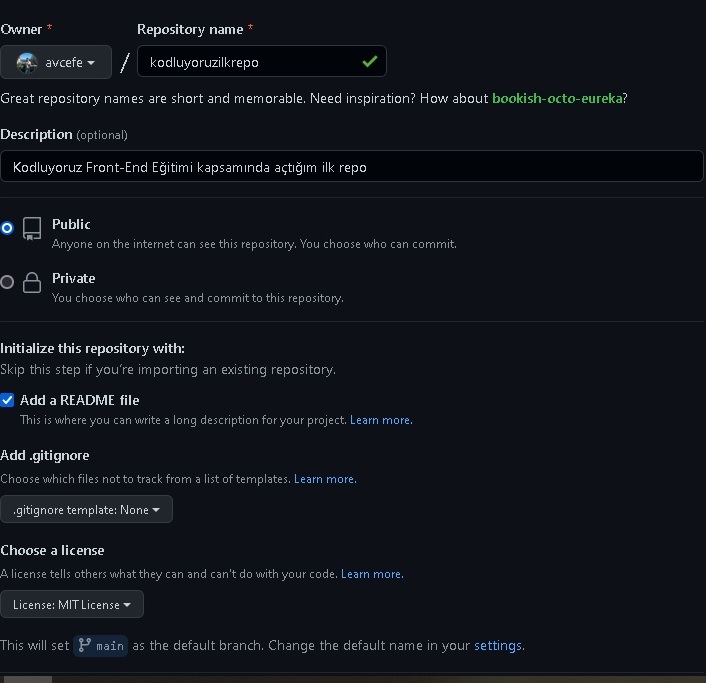 Owner * Repository name *
avcefe / kodluyoruzilkrepo
Great repository names are short and memorable. Need inspiration? How about bookish-octo-eureka?
Description (optional)
Kodluyoruz Front-End Eğitimi kapsamında açtığım ilk repo
Public
Anyone on the internet can see this repository. You choose who can commit.
Private
You choose who can see and commit to this repository.
Initialize this repository with:
Skip this step if you're importing an existing repository.
Add a README file
This is where you can write a long description for your project. Learn more.
Add .gitignore
Choose which files not to track from a list of templates. Learn more.
.gitignore template: None
Choose a license
A license tells others what they can and can't do with your code. Learn more.
License: MIT License
This will set main as the default branch. Change the default name in your settings.